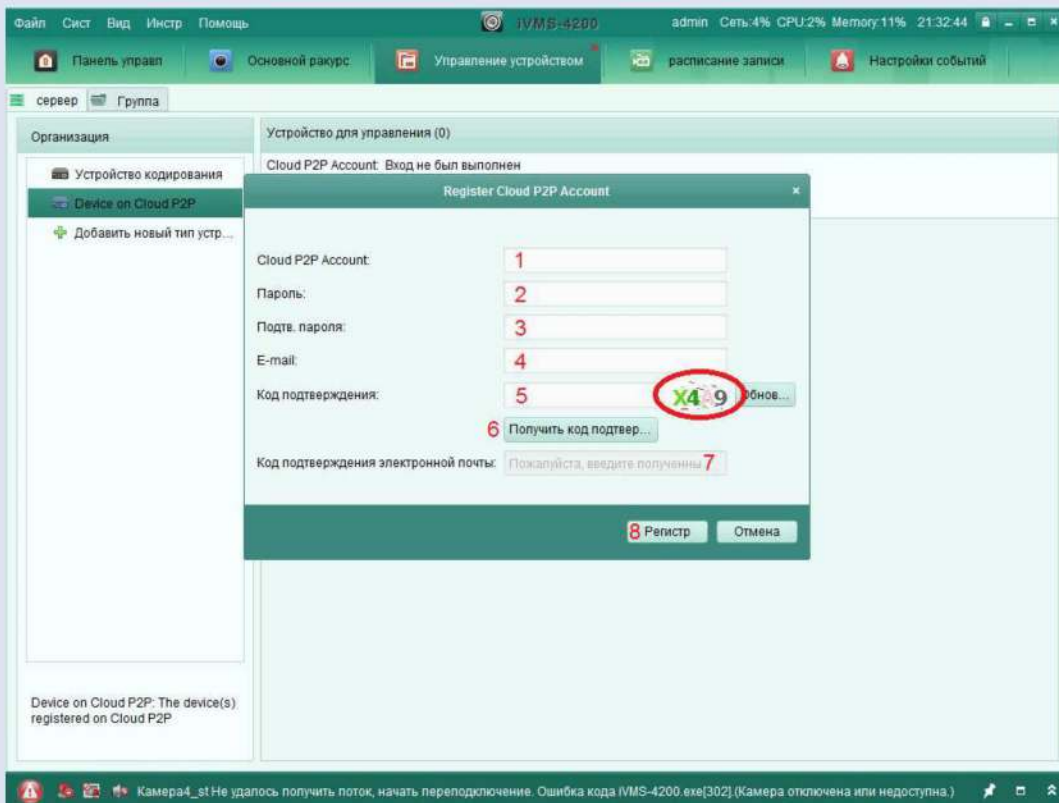 Файл Сист Вид Инстр Помощь iVMS-4200 admin Сеть:4% CPU:2% Memory:11% 21:32:44
Панель управл Основной ракурс Управление устройством расписание записи Настройки событий
сервер Группа
Организация
Устройство для управления (0)
Устройство кодирования
Device on Cloud P2P
Добавить новый тип устр...
Cloud P2P Account: Вход не был выполнен
Register Cloud P2P Account
Cloud P2P Account: 1
Пароль: 2
Подтв. пароля: 3
E-mail: 4
Код подтверждения: 5 X4A9 Обнов...
6 Получить код подтвер...
Код подтверждения электронной почты: Пожалуйста, введите полученны 7
8 Регистр Отмена
Device on Cloud P2P: The device(s)
registered on Cloud P2P
Камера4_st Не удалось получить поток, начать переподключение. Ошибка кода iVMS-4200.exe[302].(Камера отключена или недоступна.)